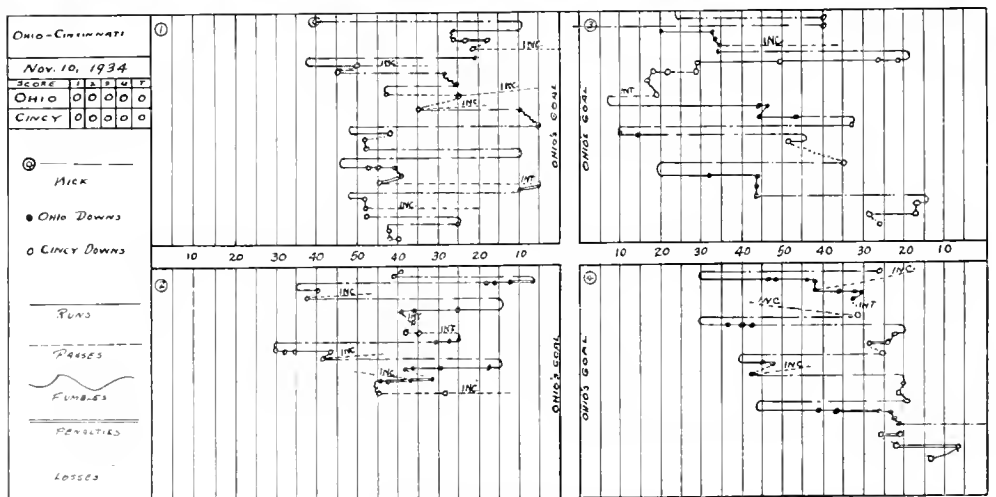 OHIO-CINCINNATI
NOV. 10, 1934
SCORE 1 2 3 4 T
OHIO 0 0 0 0 0
CINCY 0 0 0 0 0
KICK
OHIO DOWNS
CINCY DOWNS
RUNS
PASSES
FUMBLES
PENALTIES
LOSSES
1
INC
INC
INC
INC
INT
INC
OHIO'S GOAL
3
INC
INT
OHIO'S GOAL
10 20 30 40 50 40 30 20 10
10 20 30 40 50 40 30 20 10
2
INC
INT
INT
INC
INC
INC
OHIO'S GOAL
4
INC
INC
INT
INC
OHIO'S GOAL